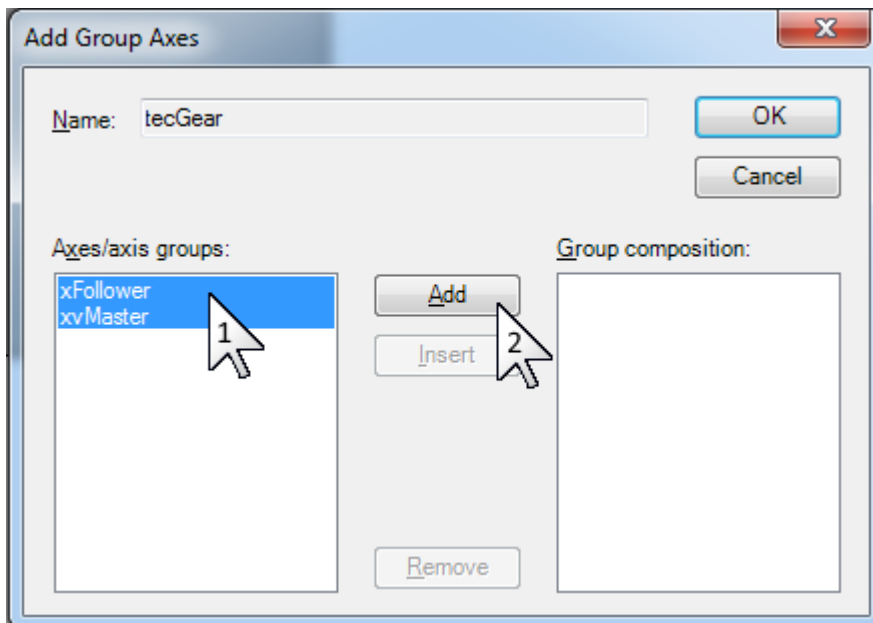 Add Group Axes
Name: tecGear
OK
Cancel
Axes/axis groups:
Group composition:
xFollower
xvMaster
1
Add
2
Insert
Remove